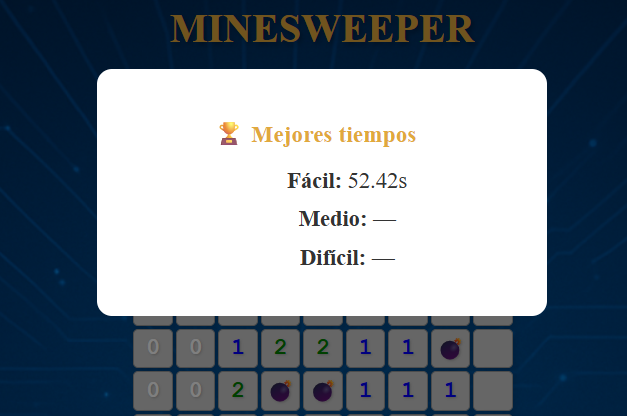 MINESWEEPER
🏆 Mejores tiempos
Fácil: 52.42s
Medio: —
Difícil: —
0 0 1 2 2 1 1 💣
0 0 2 💣 💣 1 1 1